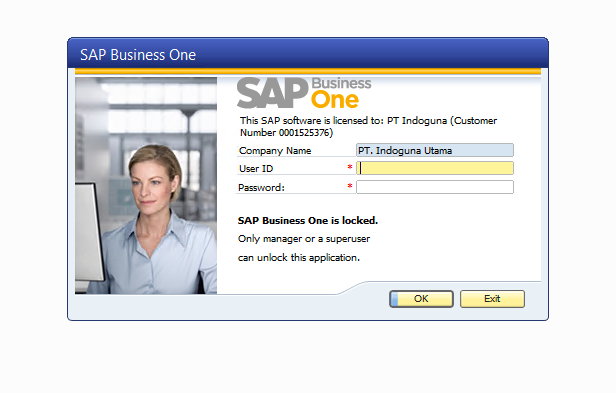 SAP Business One
SAP Business One
This SAP software is licensed to: PT Indoguna (Customer
Number 0001525376)
Company Name PT. Indoguna Utama
User ID *
Password: *
SAP Business One is locked.
Only manager or a superuser
can unlock this application.
OK Exit